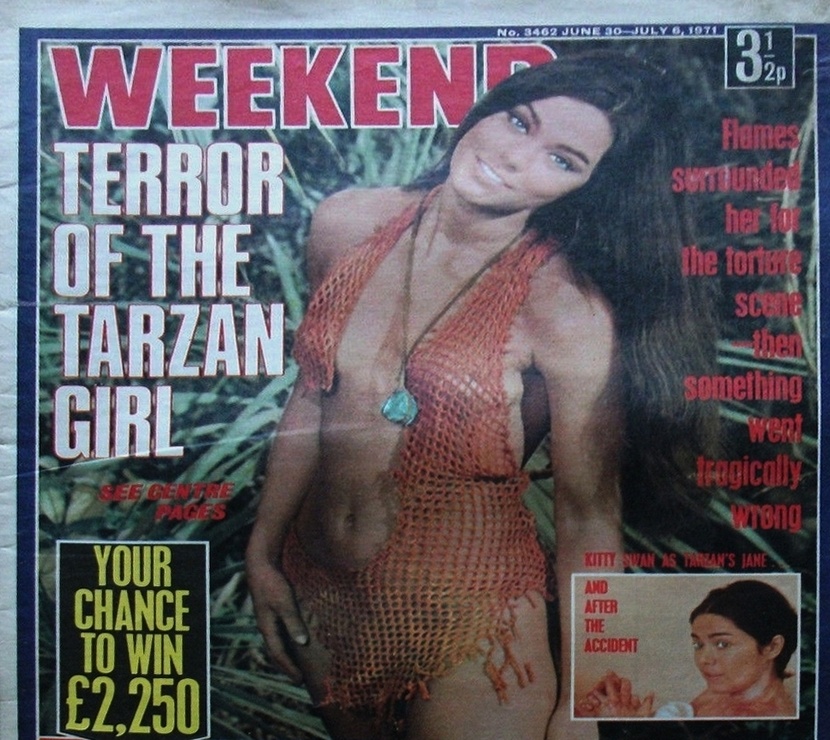 No. 3462 JUNE 30—JULY 6, 1971
3 1/2p
WEEKEND
TERROR
OF THE
TARZAN
GIRL
SEE CENTRE
PAGES
YOUR
CHANCE
TO WIN
£2,250
Flames
surrounded
her for
the torture
scene
—then
something
went
tragically
wrong
KITTY SWAN AS TARZAN'S JANE . .
AND
AFTER
THE
ACCIDENT